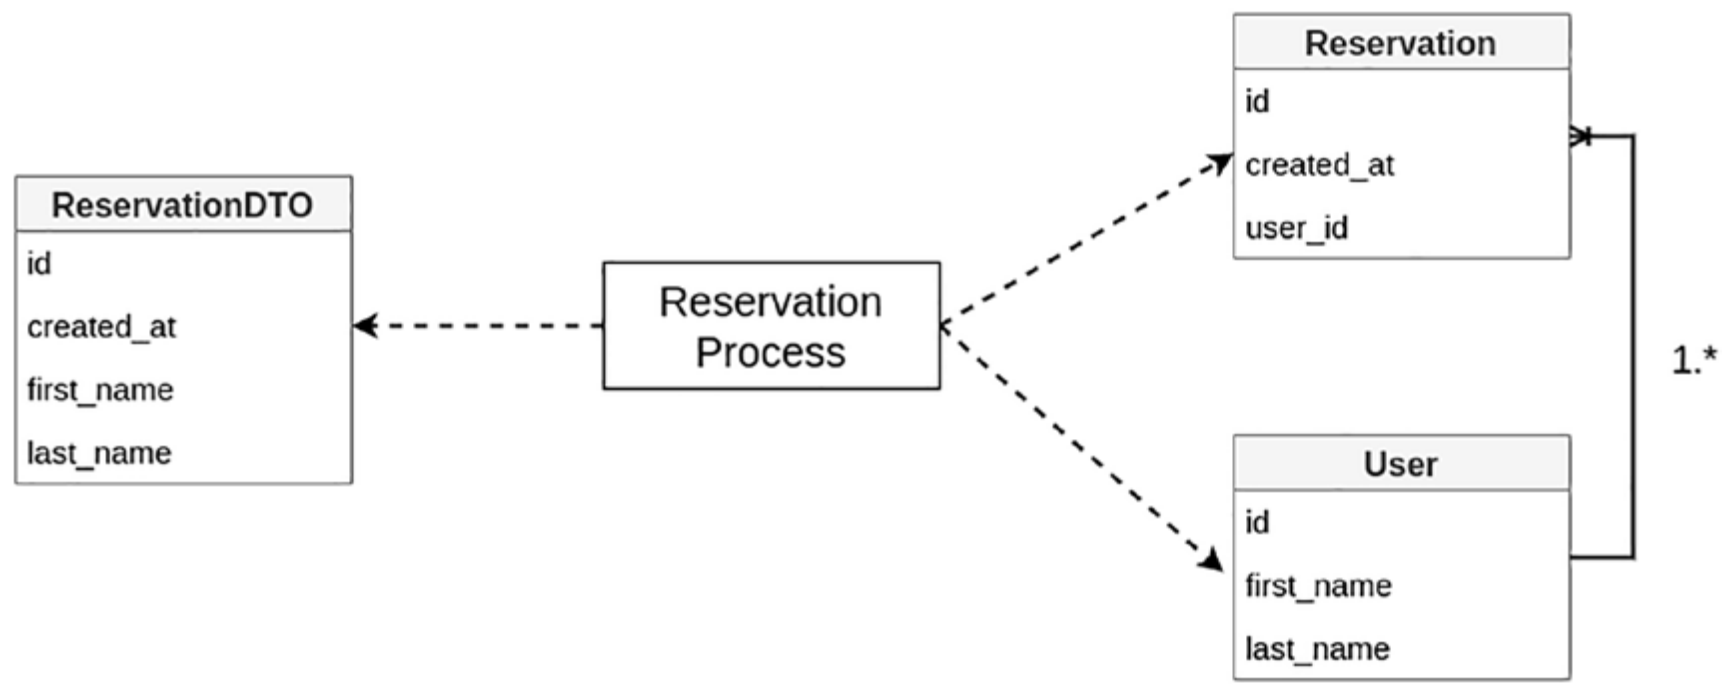 ReservationDTO
id
created_at
first_name
last_name
Reservation
Process
Reservation
id
created_at
user_id
1.*
User
id
first_name
last_name